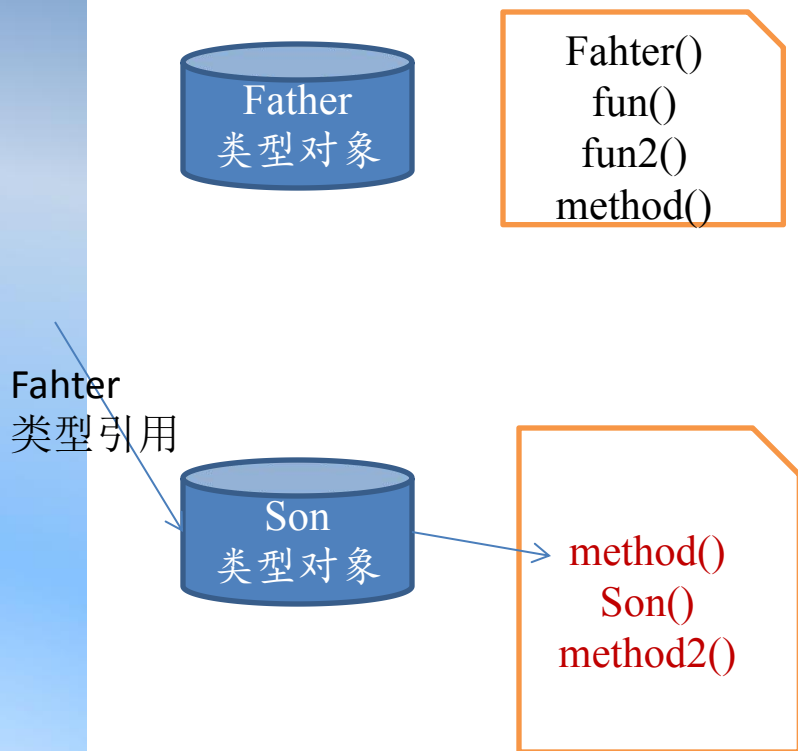 Father
类型对象
Fahter()
fun()
fun2()
method()
Fahter
类型引用
Son
类型对象
method()
Son()
method2()